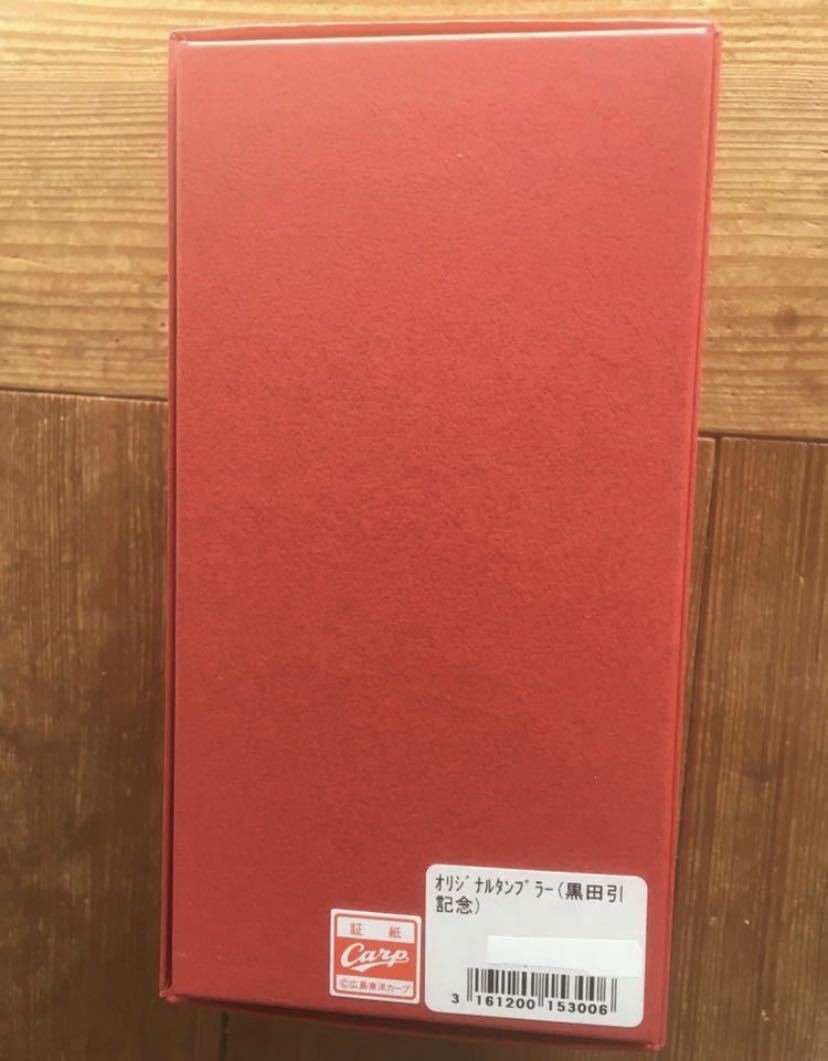 ｵﾘｼﾞﾅﾙﾀﾝﾌﾞﾗｰ(黒田引
記念)
3 161200 153006
証 紙
Carp
©広島東洋カープ